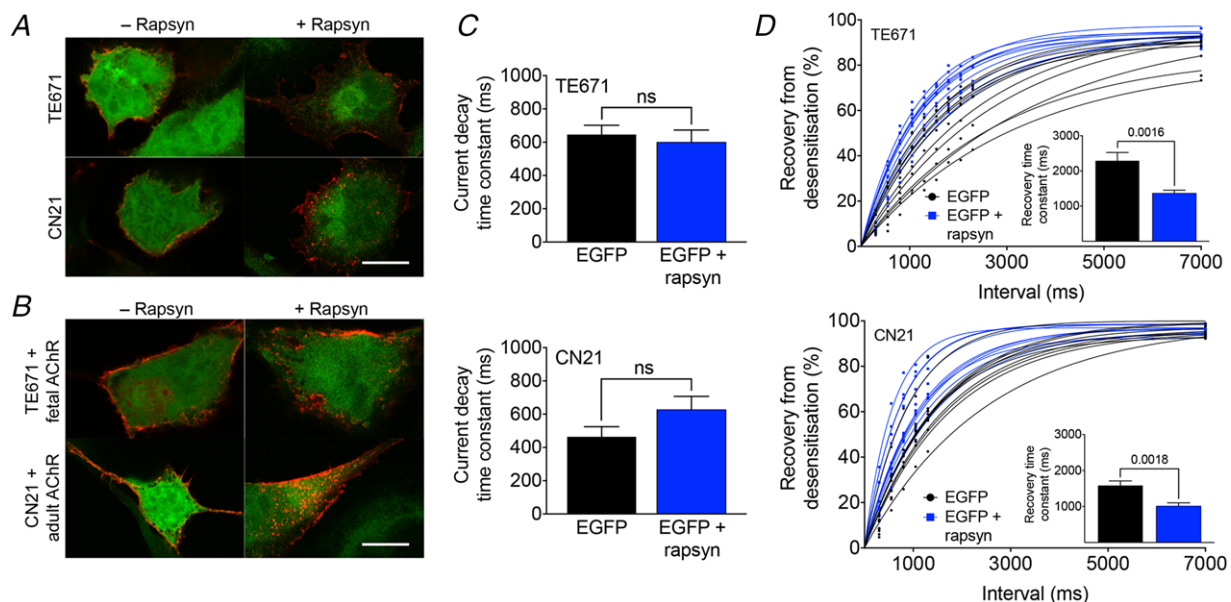 A
– Rapsyn
+ Rapsyn
TE671
CN21
B
– Rapsyn
+ Rapsyn
TE671 +
fetal AChR
CN21 +
adult AChR
C
Current decay
time constant (ms)
1000
800
600
400
200
0
TE671
ns
EGFP
EGFP +
rapsyn
Current decay
time constant (ms)
1000
800
600
400
200
0
CN21
ns
EGFP
EGFP +
rapsyn
D
Recovery from
desensitisation (%)
100
80
60
40
20
0
TE671
EGFP
EGFP +
rapsyn
Recovery time
constant (ms)
3000
2000
1000
0.0016
1000
3000
5000
7000
Interval (ms)
Recovery from
desensitisation (%)
100
80
60
40
20
0
CN21
EGFP
EGFP +
rapsyn
Recovery time
constant (ms)
3000
2000
1000
0.0018
1000
3000
5000
7000
Interval (ms)